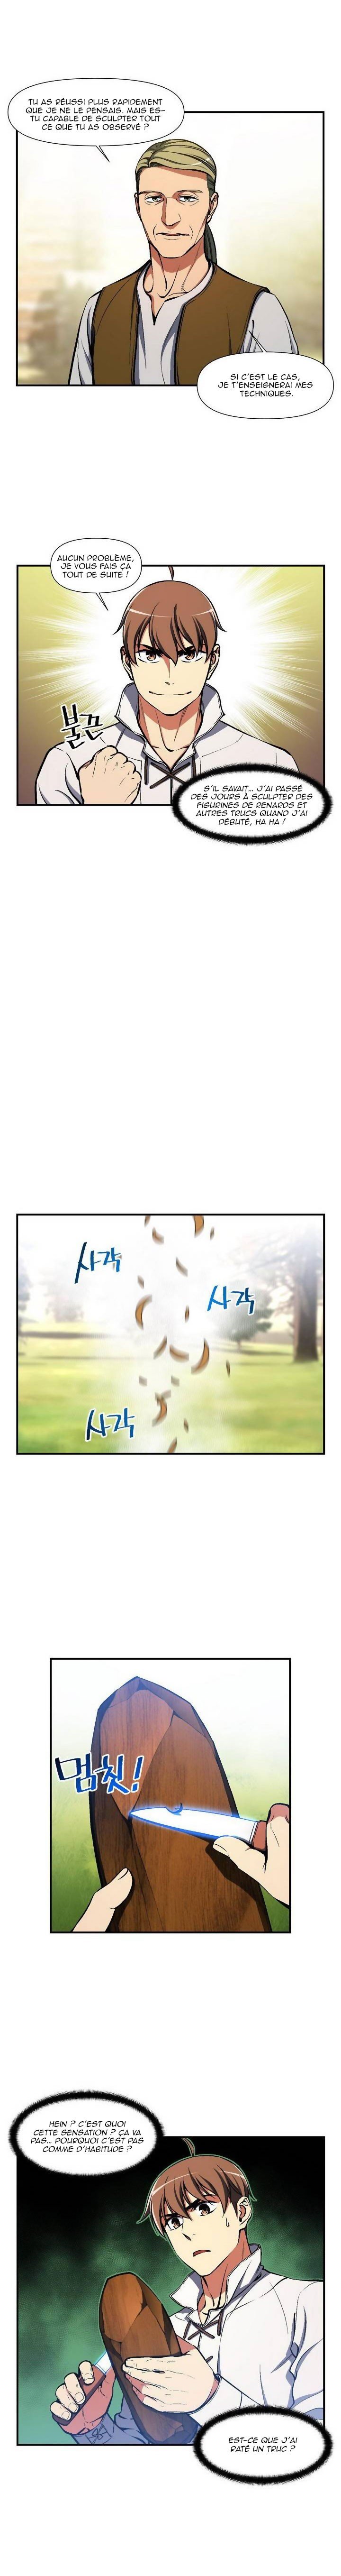 TU AS RÉUSSI PLUS RAPIDEMENT
QUE JE NE LE PENSAIS. MAIS ES-
TU CAPABLE DE SCULPTER TOUT
CE QUE TU AS OBSERVÉ ?
SI C'EST LE CAS,
JE T'ENSEIGNERAI MES
TECHNIQUES.
AUCUN PROBLÈME,
JE VOUS FAIS ÇA
TOUT DE SUITE !
불끈
S'IL SAVAIT... J'AI PASSÉ
DES JOURS À SCULPTER DES
FIGURINES DE RENARDS ET
AUTRES TRUCS QUAND J'AI
DÉBUTÉ, HA HA !
사각
사각
사각
멈칫!
HEIN ? C'EST QUOI
CETTE SENSATION ? ÇA VA
PAS... POURQUOI C'EST PAS
COMME D'HABITUDE ?
EST-CE QUE J'AI
RATÉ UN TRUC ?